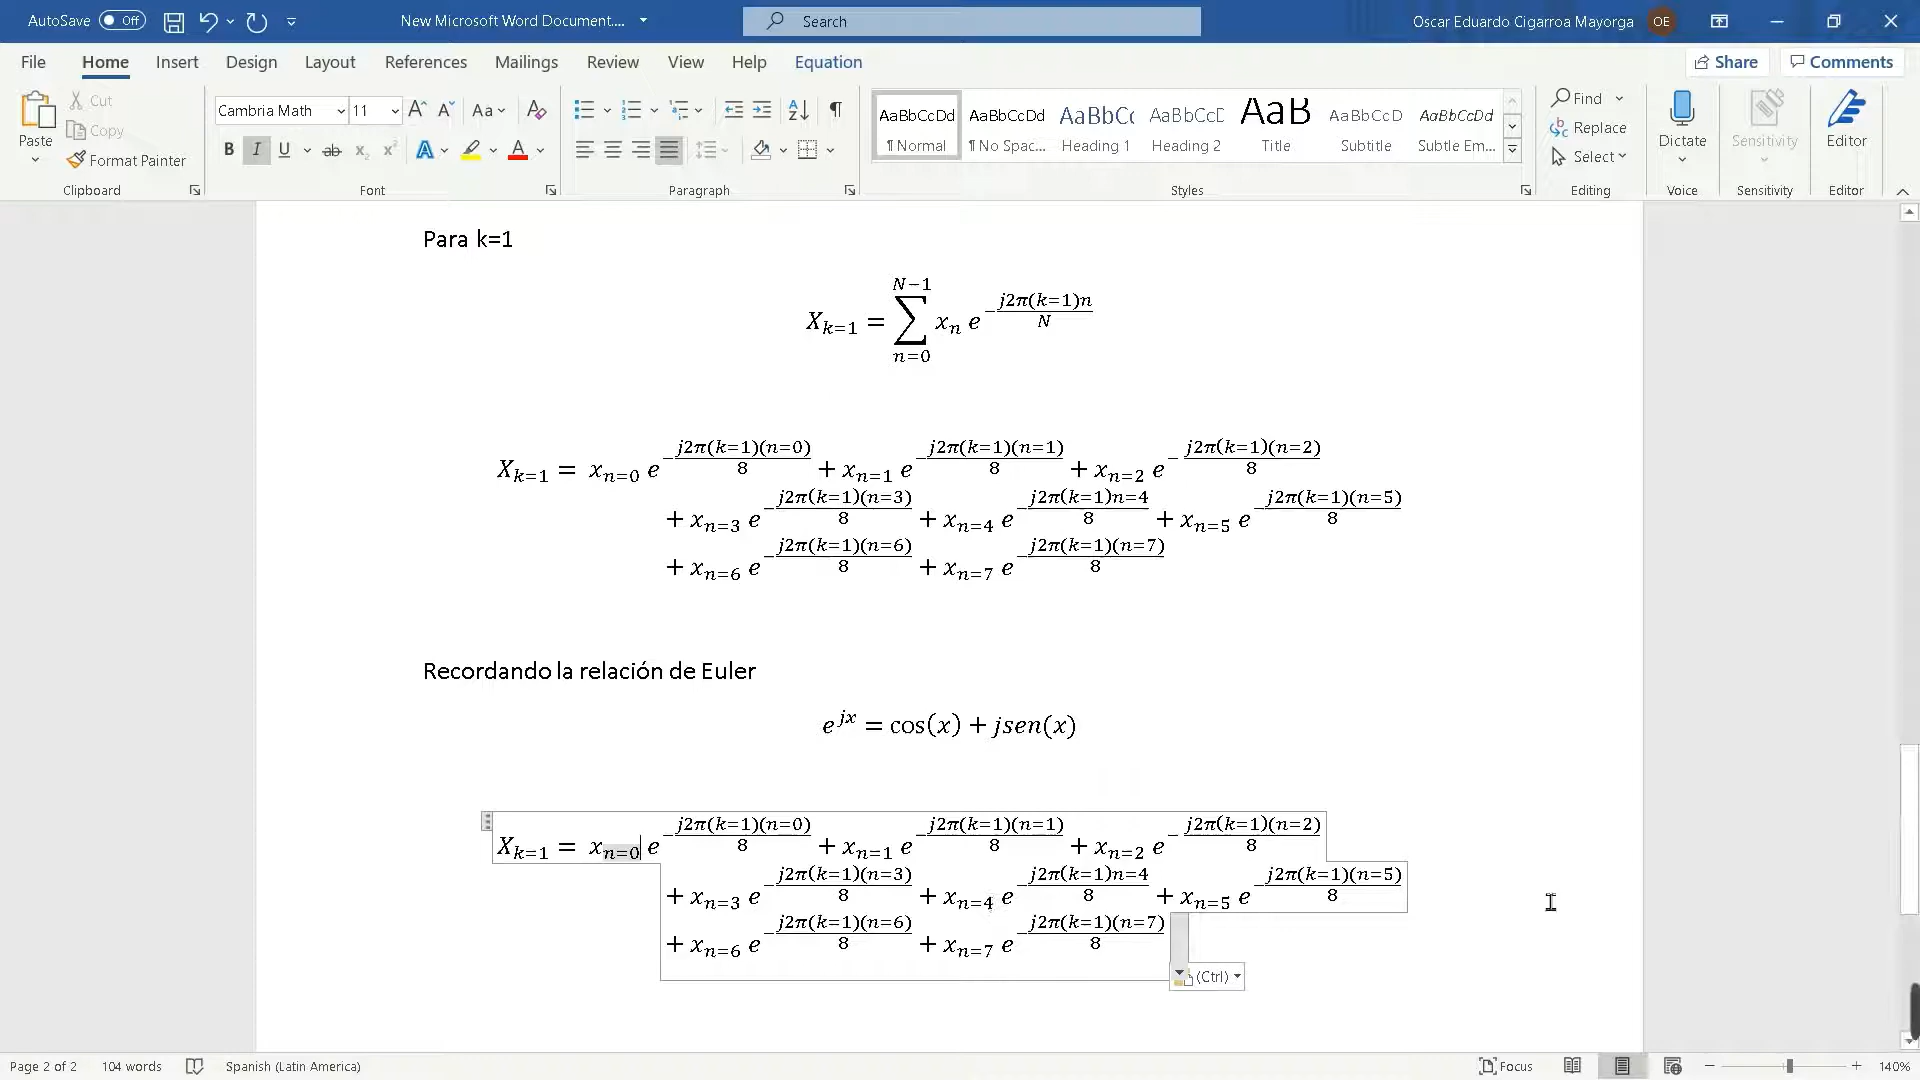 AutoSave Off New Microsoft Word Document.... Search Oscar Eduardo Cigarroa Mayorga OE
File Home Insert Design Layout References Mailings Review View Help Equation Share Comments
Paste Cut Copy Format Painter Clipboard
Cambria Math 11 Font
Paragraph
AaBbCcDd ¶ Normal AaBbCcDd ¶ No Spac... AaBbCc Heading 1 AaBbCcD Heading 2 AaB Title AaBbCcD Subtitle AaBbCcDd Subtle Em... Styles
Find Replace Select Editing
Dictate Voice
Sensitivity Sensitivity
Editor Editor
Para k=1
X_{k=1} = ∑_{n=0}^{N−1} x_n e^{−j2π(k=1)n/N}
X_{k=1} = x_{n=0} e^{−j2π(k=1)(n=0)/8} + x_{n=1} e^{−j2π(k=1)(n=1)/8} + x_{n=2} e^{−j2π(k=1)(n=2)/8}
+ x_{n=3} e^{−j2π(k=1)(n=3)/8} + x_{n=4} e^{−j2π(k=1)n=4/8} + x_{n=5} e^{−j2π(k=1)(n=5)/8}
+ x_{n=6} e^{−j2π(k=1)(n=6)/8} + x_{n=7} e^{−j2π(k=1)(n=7)/8}
Recordando la relación de Euler
e^{jx} = cos(x) + jsen(x)
X_{k=1} = x_{n=0} e^{−j2π(k=1)(n=0)/8} + x_{n=1} e^{−j2π(k=1)(n=1)/8} + x_{n=2} e^{−j2π(k=1)(n=2)/8}
+ x_{n=3} e^{−j2π(k=1)(n=3)/8} + x_{n=4} e^{−j2π(k=1)n=4/8} + x_{n=5} e^{−j2π(k=1)(n=5)/8}
+ x_{n=6} e^{−j2π(k=1)(n=6)/8} + x_{n=7} e^{−j2π(k=1)(n=7)/8}
(Ctrl)
Page 2 of 2 104 words Spanish (Latin America) Focus 140%